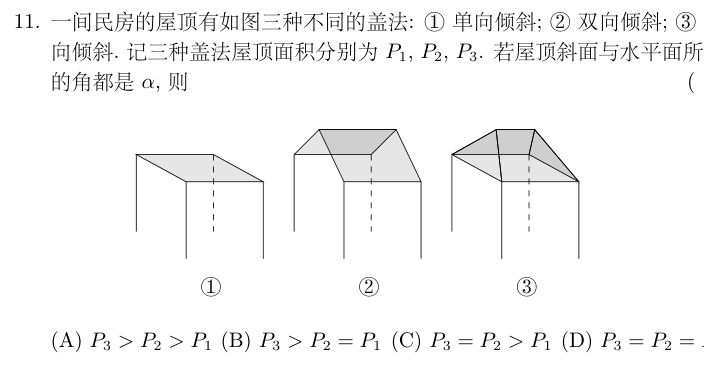 11. 一间民房的屋顶有如图三种不同的盖法: ① 单向倾斜; ② 双向倾斜; ③
向倾斜. 记三种盖法屋顶面积分别为 P₁, P₂, P₃. 若屋顶斜面与水平面所
的角都是 α, 则 (
① ② ③
(A) P₃ > P₂ > P₁ (B) P₃ > P₂ = P₁ (C) P₃ = P₂ > P₁ (D) P₃ = P₂ =